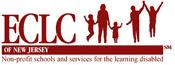 ECLC
OF NEW JERSEY
SM
Non-profit schools and services for the learning disabled